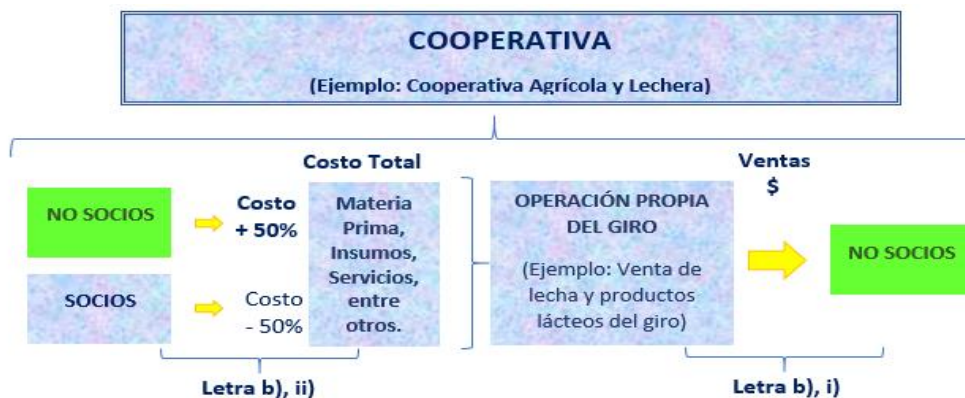 COOPERATIVA
(Ejemplo: Cooperativa Agrícola y Lechera)
Costo Total
Ventas
$
NO SOCIOS
Costo
+ 50%
SOCIOS
Costo
- 50%
Materia
Prima,
Insumos,
Servicios,
entre
otros.
OPERACIÓN PROPIA
DEL GIRO
(Ejemplo: Venta de
lecha y productos
lácteos del giro)
NO SOCIOS
Letra b), ii)
Letra b), i)